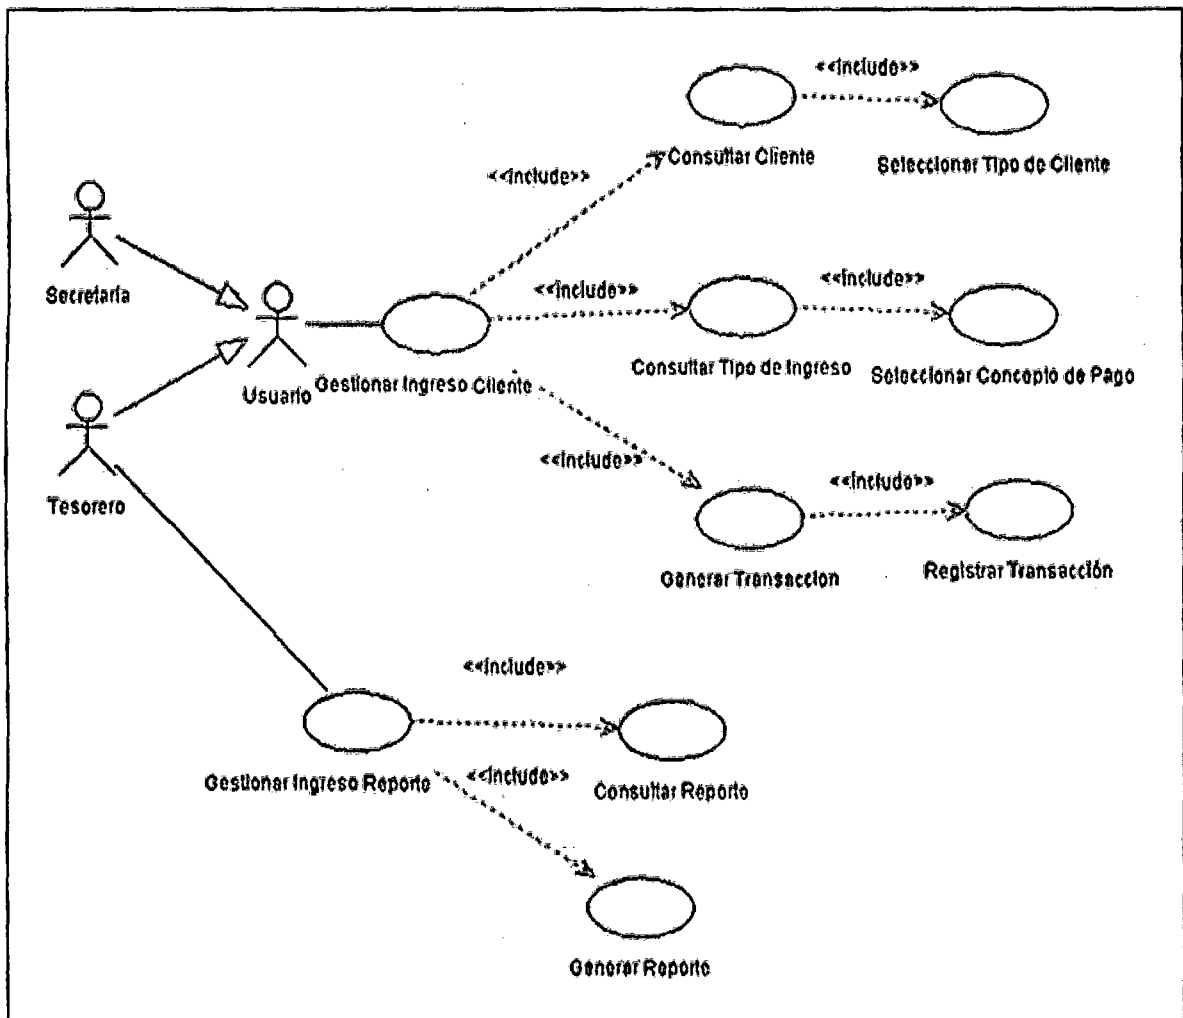 <<Include>>
Consultar Cliente
Seleccionar Tipo de Cliente
<<Include>>
Secretaría
<<Include>>
<<Include>>
Usuario
Gestionar Ingreso Cliente
Consultar Tipo de Ingreso
Seleccionar Concepto de Pago
Tesorero
<<Include>>
<<Include>>
Generar Transaccion
Registrar Transacción
<<Include>>
Gestionar Ingreso Reporte
<<Include>>
Consultar Reporte
Generar Reporte